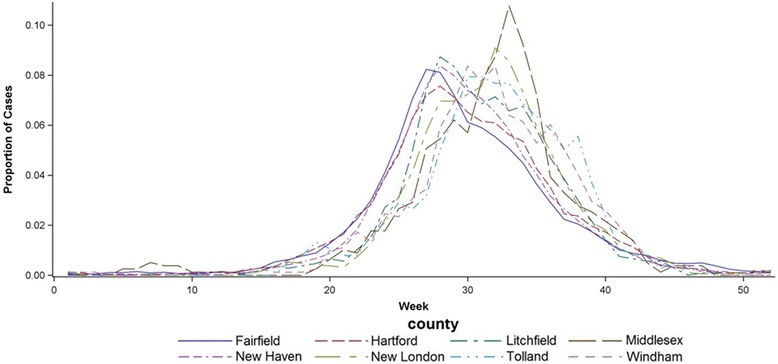 0.10
0.08
0.06
0.04
0.02
0.00
Proportion of Cases
0 10 20 30 40 50
Week
county
Fairfield Hartford Litchfield Middlesex
New Haven New London Tolland Windham